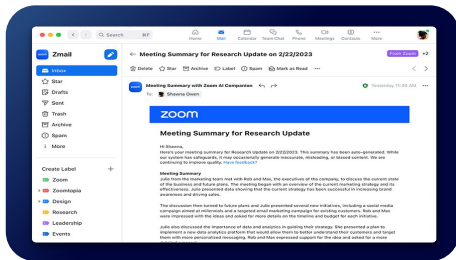 Search
⌘F
Home
Mail
Calendar
Team Chat
Phone
Meetings
Contacts
More
Zmail
Inbox
Star
Drafts
Sent
Trash
Archive
Spam
More
Create Label
Zoom
Zoomtopia
Design
Research
Leadership
Events
← Meeting Summary for Research Update on 2/22/2023
From Zoom +2
Delete Star Archive Label Spam Mark as Read
Meeting Summary with Zoom AI Companion
Yesterday, 11:00 AM
To: Shawna Owen
zoom
Meeting Summary for Research Update
Hi Shawna,
Here's your meeting summary for Research Update on 2/22/2023. This summary has been auto-generated. While
our system has safeguards, it may occasionally generate inaccurate, misleading, or biased content. We are
continuing to improve quality. Have feedback?
Meeting Summary
Julie from the marketing team met with Rob and Max, the executives of the company, to discuss the current state
of the business and future plans. The meeting began with an overview of the current marketing strategy and its
effectiveness. Julie presented data showing that the current strategy has been successful in increasing brand
awareness and driving sales.
The discussion then turned to future plans and Julie presented several new initiatives, including a social media
campaign aimed at millennials and a targeted email marketing campaign for existing customers. Rob and Max
were impressed with the ideas and asked for more details on the timeline and budget for each initiative.
Julie also discussed the importance of data and analytics in guiding their strategy. She presented a plan to
implement a new data analytics platform that would allow them to better understand their customers and target
them with more personalized messaging. Rob and Max expressed support for the idea and asked for a more